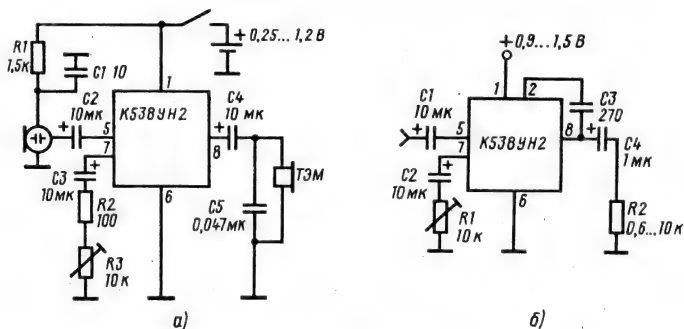 R1
1,5к
C1 10
C2
10мк
5
7
C3
10 мк
R2
100
R3
10к
1
К538УН2
6
8
+ 0,25... 1,2 В
C4
10 мк
C5
0,047мк
ТЭМ
а)
+ 0,9...1,5 В
1
2
C1
10 мк
5
7
C2
10мк
R1
10 к
К538УН2
6
8
C3
270
C4
1 мк
R2
0,6...10 к
б)